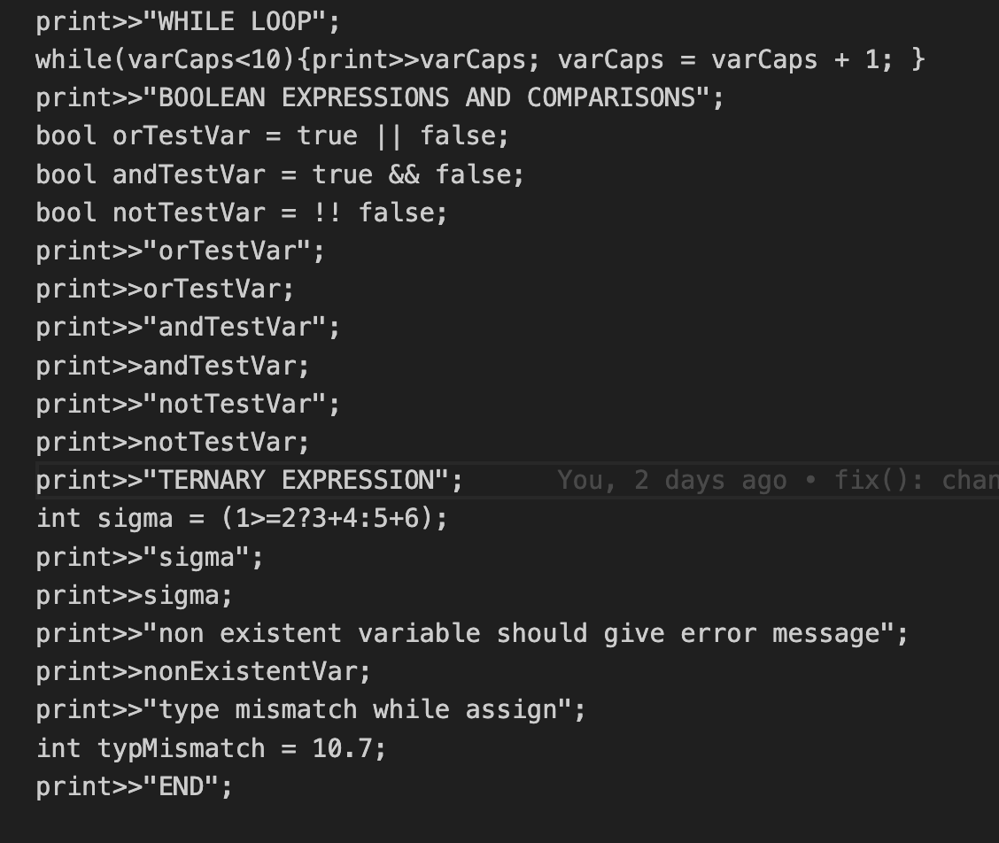 print>>"WHILE LOOP";
while(varCaps<10){print>>varCaps; varCaps = varCaps + 1; }
print>>"BOOLEAN EXPRESSIONS AND COMPARISONS";
bool orTestVar = true || false;
bool andTestVar = true && false;
bool notTestVar = !! false;
print>>"orTestVar";
print>>orTestVar;
print>>"andTestVar";
print>>andTestVar;
print>>"notTestVar";
print>>notTestVar;
print>>"TERNARY EXPRESSION"; You, 2 days ago • fix(): chan
int sigma = (1>=2?3+4:5+6);
print>>"sigma";
print>>sigma;
print>>"non existent variable should give error message";
print>>nonExistentVar;
print>>"type mismatch while assign";
int typMismatch = 10.7;
print>>"END";